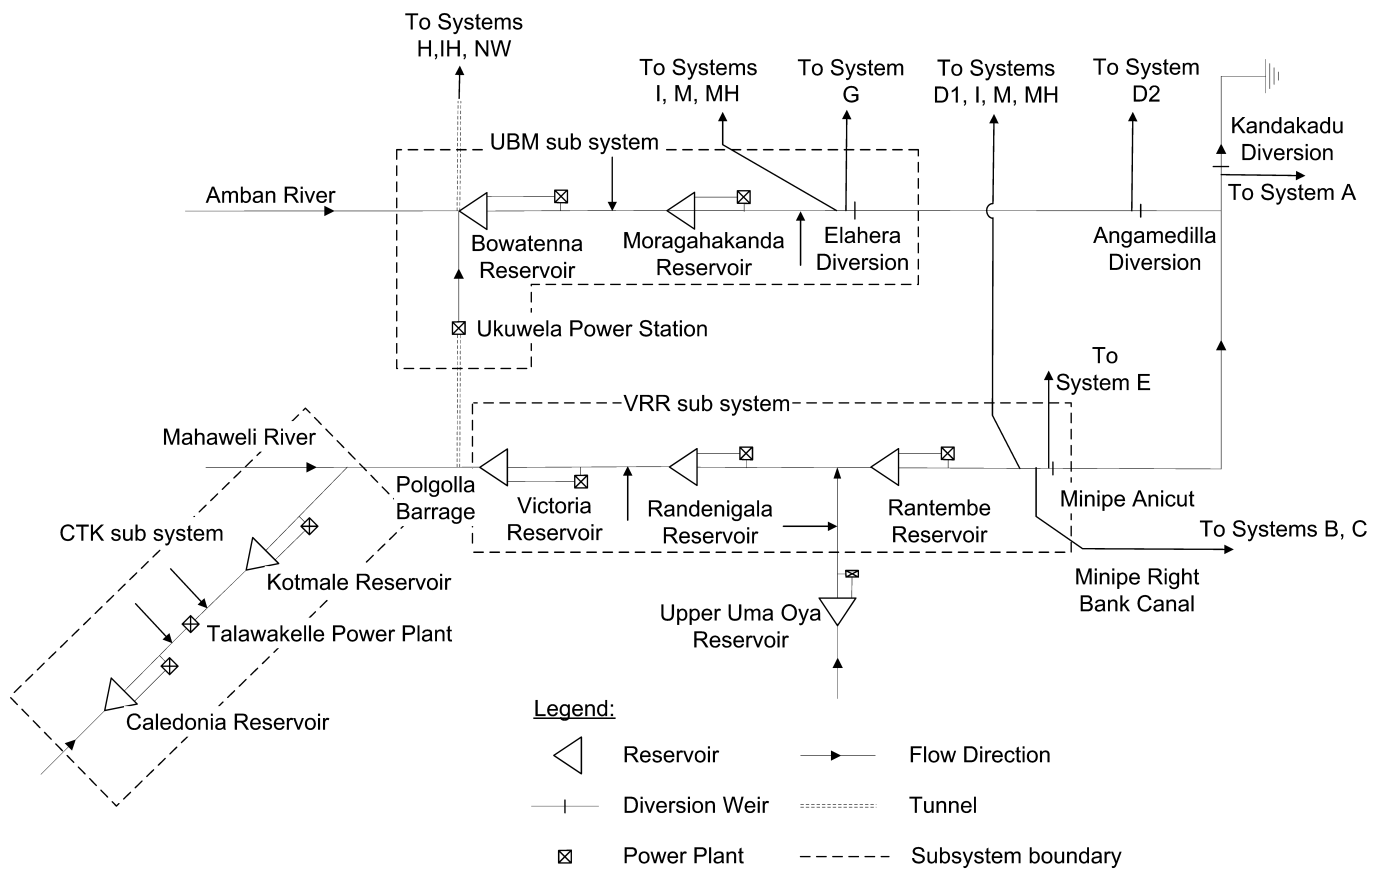 To Systems
H,IH, NW
To Systems
I, M, MH
To System
G
To Systems
D1, I, M, MH
To System
D2
Kandakadu
Diversion
To System A
UBM sub system
Amban River
Bowatenna
Reservoir
Moragahakanda
Reservoir
Elahera
Diversion
Angamedilla
Diversion
Ukuwela Power Station
To
System E
VRR sub system
Mahaweli River
Polgolla
Barrage
Victoria
Reservoir
Randenigala
Reservoir
Rantembe
Reservoir
Minipe Anicut
To Systems B, C
CTK sub system
Kotmale Reservoir
Minipe Right
Bank Canal
Upper Uma Oya
Reservoir
Talawakelle Power Plant
Caledonia Reservoir
Legend:
Reservoir
Flow Direction
Diversion Weir
Tunnel
Power Plant
Subsystem boundary